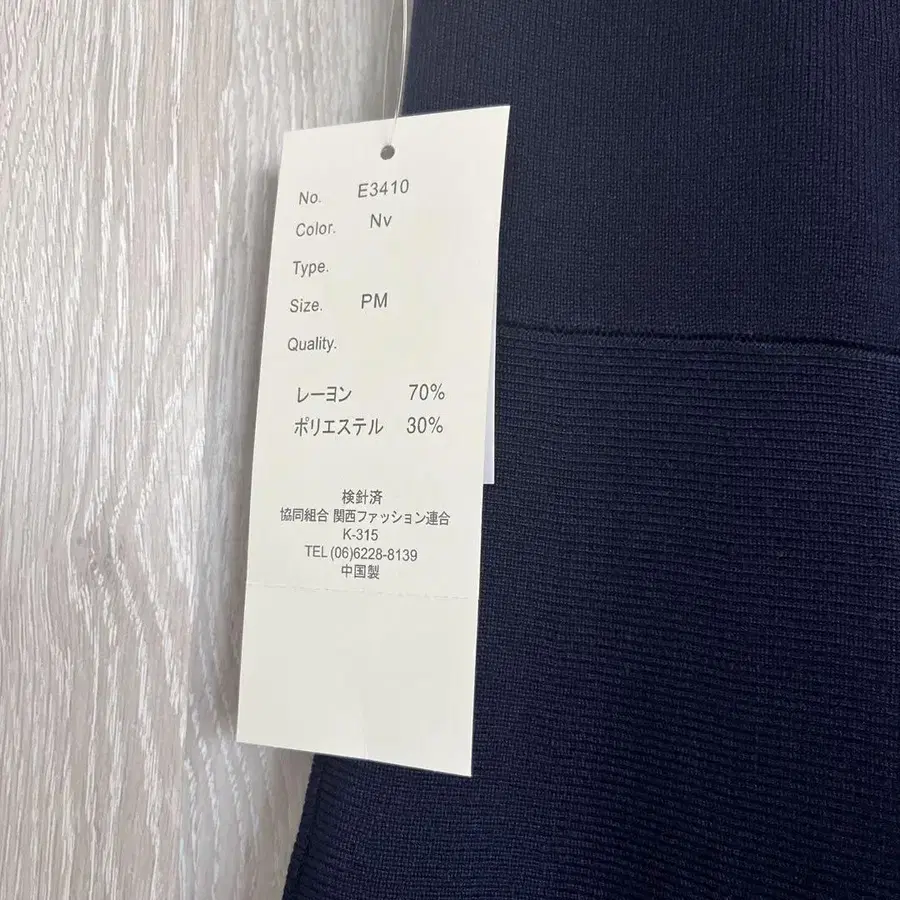 No. E3410
Color. Nv
Type.
Size. PM
Quality.
レーヨン 70%
ポリエステル 30%
検針済
協同組合 関西ファッション連合
K-315
TEL (06)6228-8139
中国製